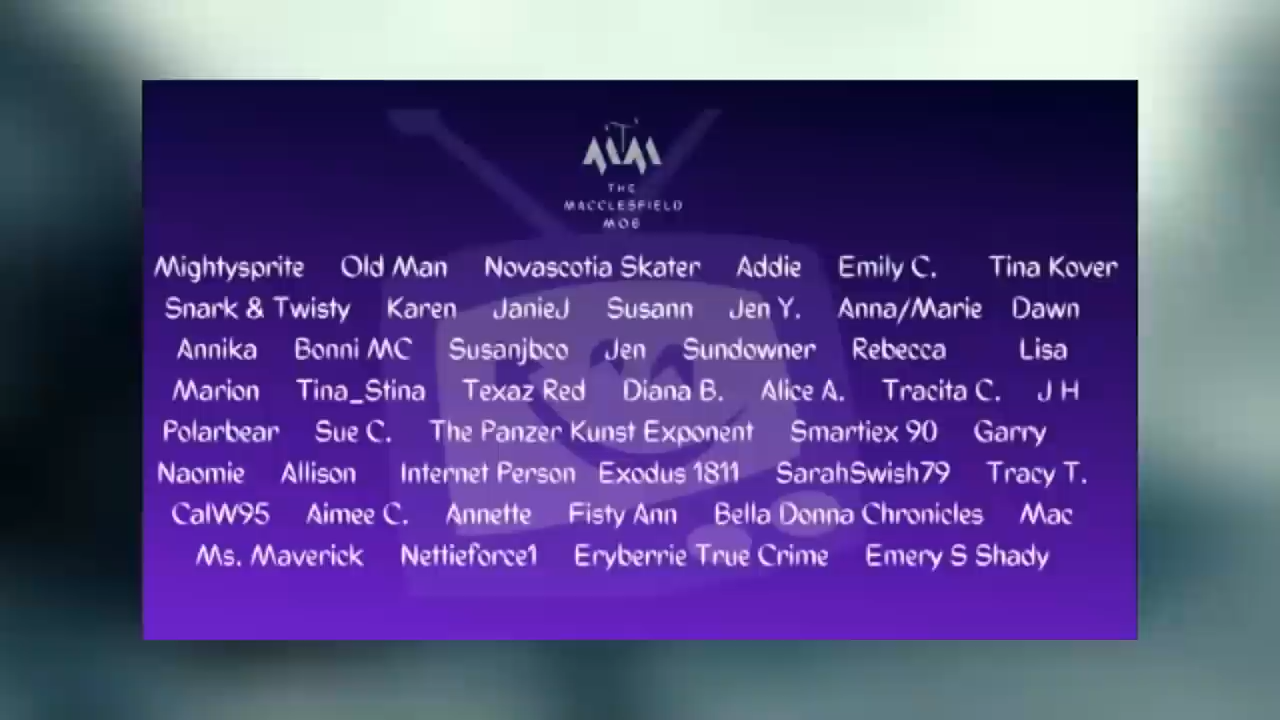 MTM
THE
MACCLESFIELD
MOB
Mightysprite Old Man Novascotia Skater Addie Emily C. Tina Kover
Snark & Twisty Karen JanieJ Susann Jen Y. Anna/Marie Dawn
Annika Bonni MC Susanjbco Jen Sundowner Rebecca Lisa
Marion Tina_Stina Texaz Red Diana B. Alice A. Tracita C. J H
Polarbear Sue C. The Panzer Kunst Exponent Smartiex 90 Garry
Naomie Allison Internet Person Exodus 1811 SarahSwish79 Tracy T.
CalW95 Aimee C. Annette Fisty Ann Bella Donna Chronicles Mac
Ms. Maverick Nettieforce1 Eryberrie True Crime Emery S Shady